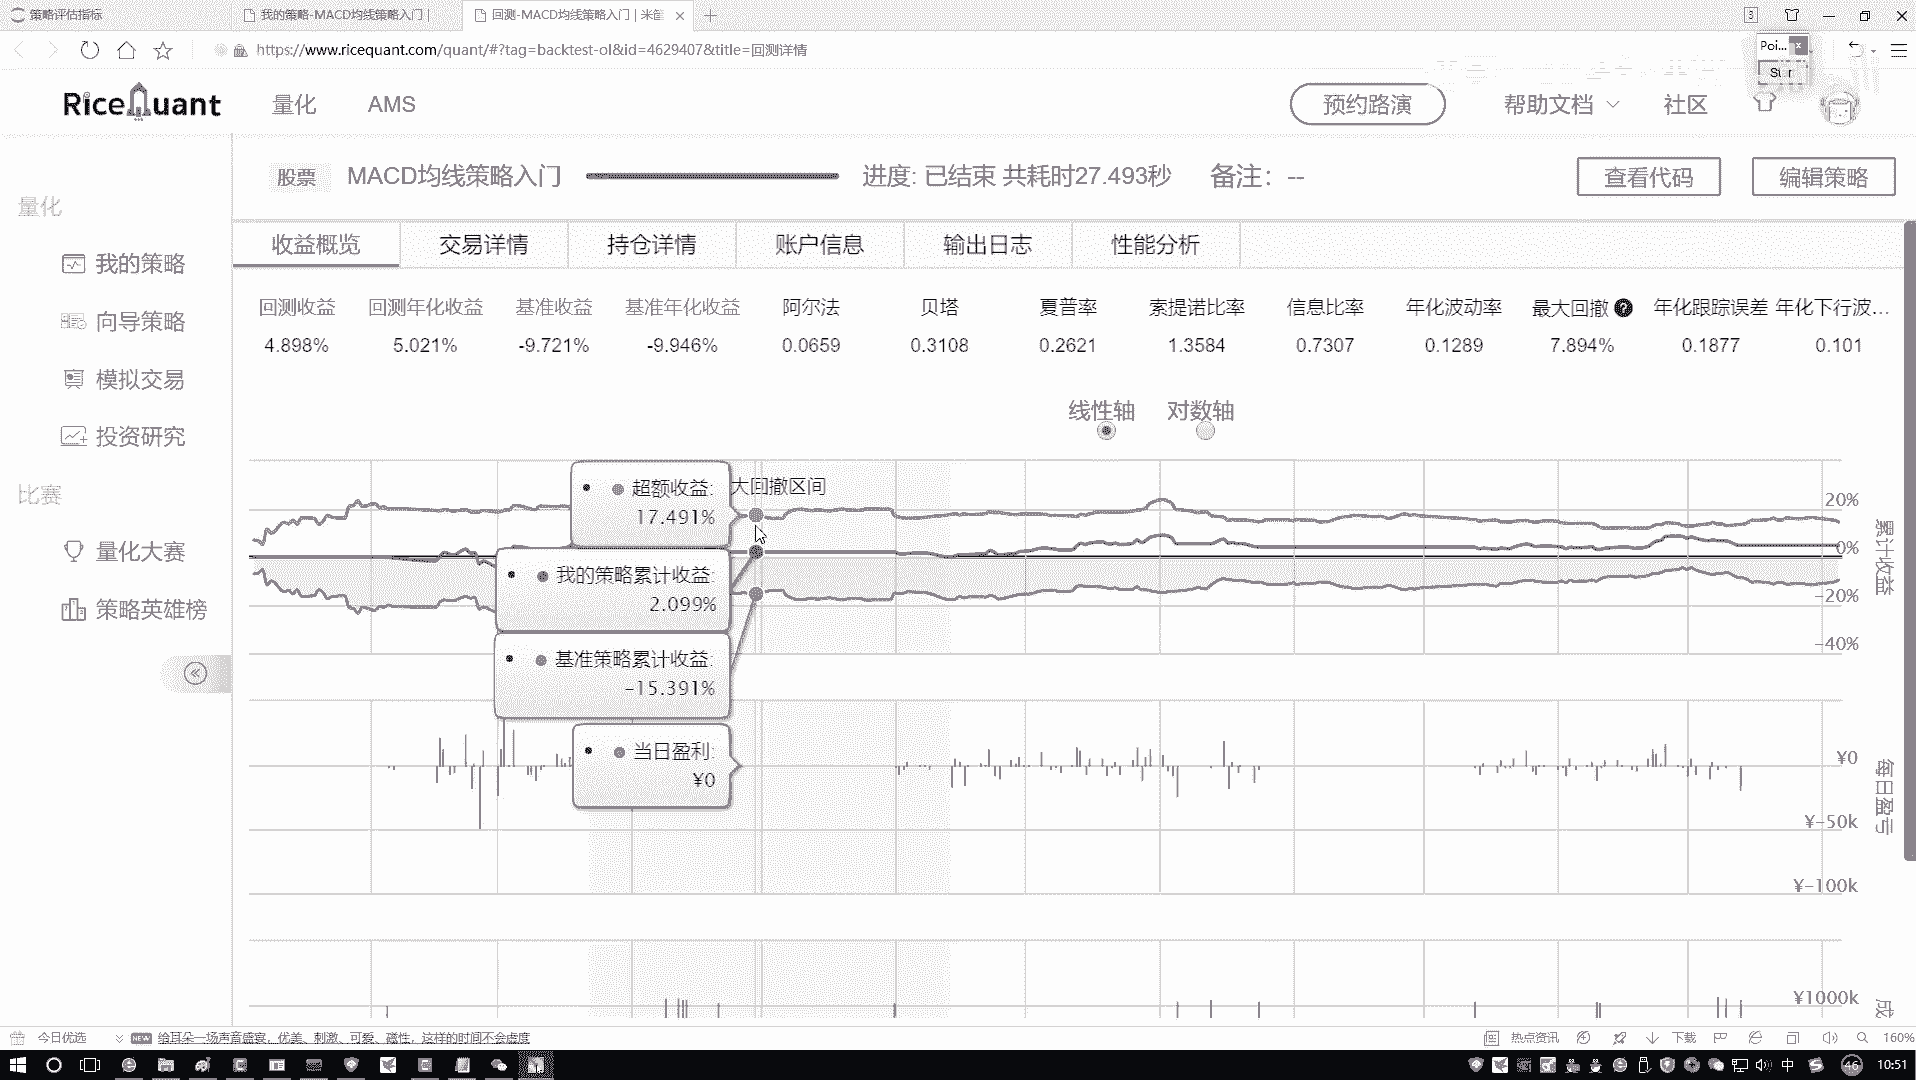 策略评估指标
我的策略-MACD均线策略入门 |
回测-MACD均线策略入门 | 米筐
3
https://www.ricequant.com/quant/#?tag=backtest-ol&id=4629407&title=回测详情
Poi...
RiceQuant
量化
AMS
预约路演
帮助文档
社区
股票
MACD均线策略入门
进度: 已结束 共耗时27.493秒
备注：--
查看代码
编辑策略
量化
我的策略
向导策略
模拟交易
投资研究
比赛
量化大赛
策略英雄榜
收益概览
交易详情
持仓详情
账户信息
输出日志
性能分析
回测收益 回测年化收益 基准收益 基准年化收益 阿尔法 贝塔 夏普率 索提诺比率 信息比率 年化波动率 最大回撤 年化跟踪误差 年化下行波...
4.898% 5.021% -9.721% -9.946% 0.0659 0.3108 0.2621 1.3584 0.7307 0.1289 7.894% 0.1877 0.101
线性轴
对数轴
大回撤区间
超额收益:
17.491%
我的策略累计收益:
2.099%
基准策略累计收益:
-15.391%
当日盈利:
¥0
20%
0%
-20%
-40%
累计收益
¥0
¥-50k
¥-100k
每日盈亏
¥1000k
成
今日优选
NEW
给耳朵一场声音盛宴，优美、刺激、可爱、磁性，这样的时间不会虚度
热点资讯
下载
160%
中
46
10:51